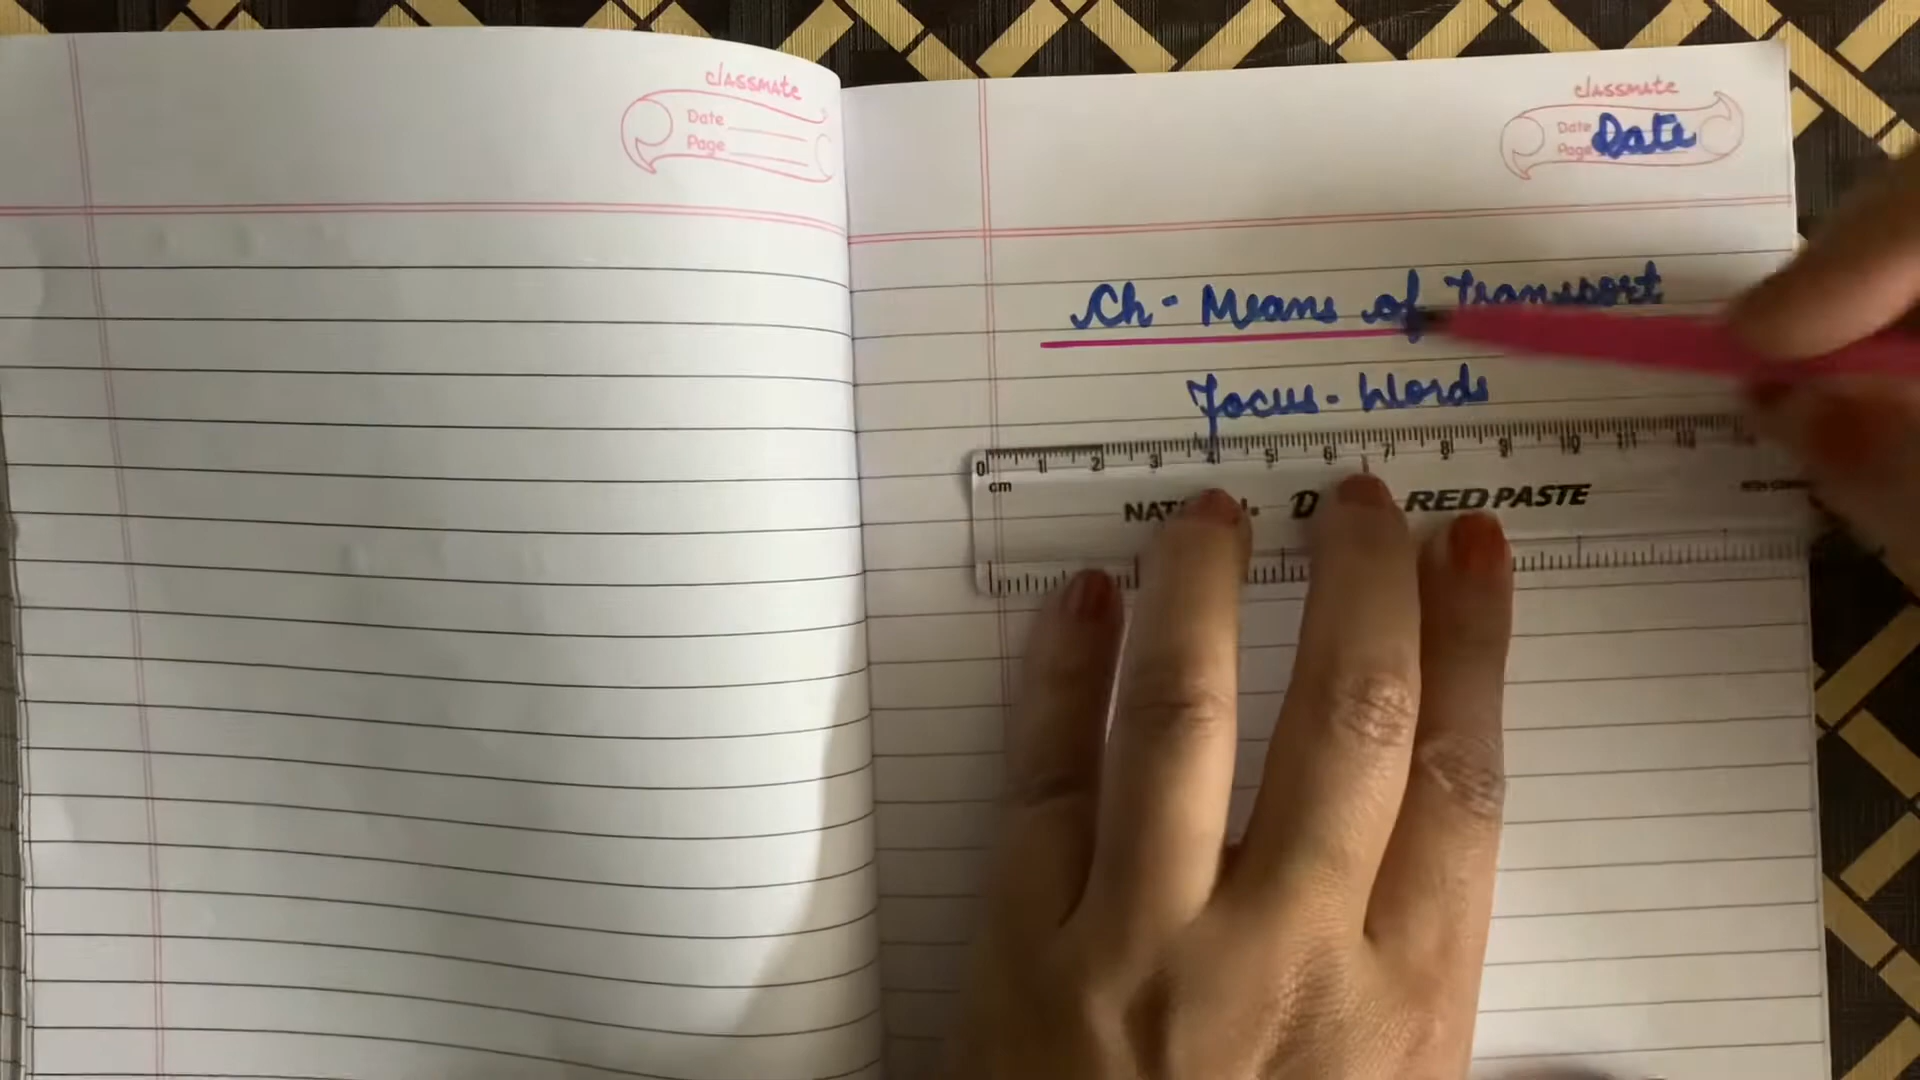 classmate
Date
Page
classmate
Date Date
Page
Ch - Means of Transport
Focus - Words
0 1 2 3 4 5 6 7 8 9 10 11 12
cm
RED PASTE